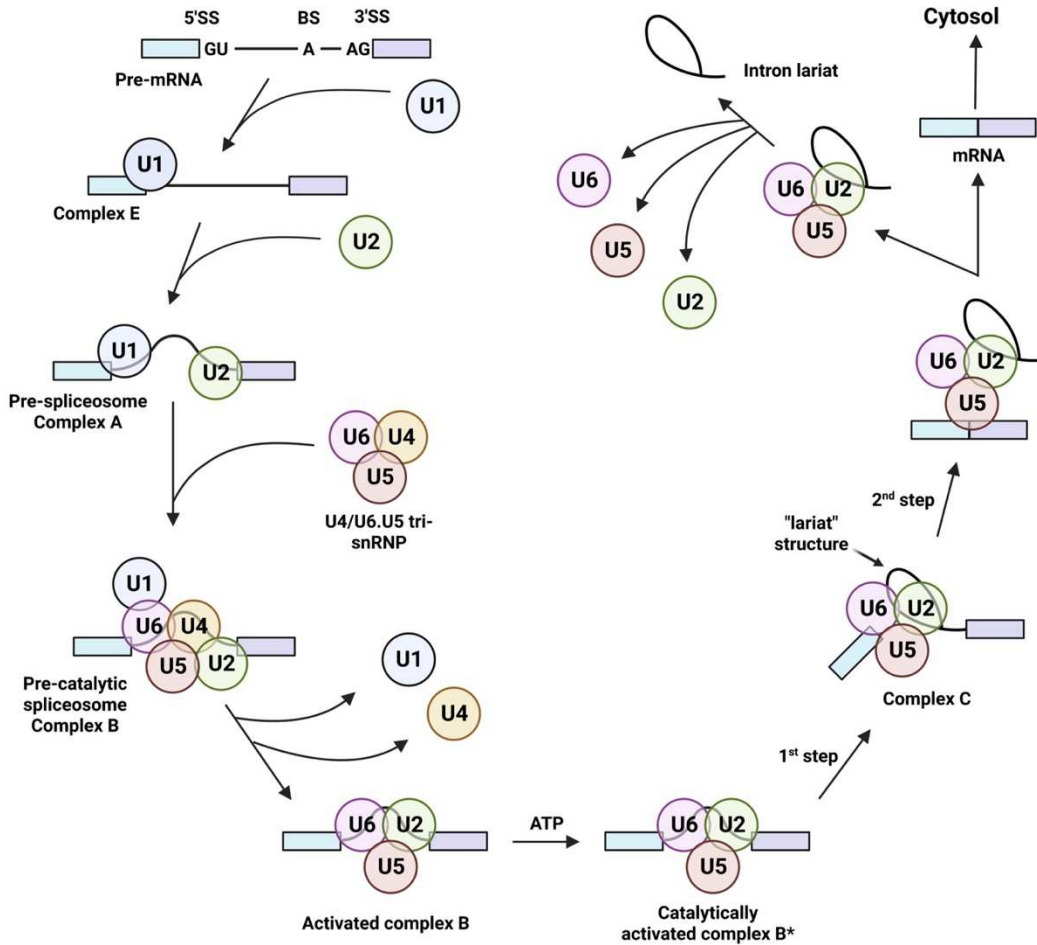 5'SS BS 3'SS
GU A AG
Pre-mRNA
U1
U1
Complex E
U2
U1
U2
Pre-spliceosome
Complex A
U6 U4
U5
U4/U6.U5 tri-
snRNP
U1
U6 U4
U5 U2
Pre-catalytic
spliceosome
Complex B
U1
U4
U6 U2
U5
Activated complex B
ATP
U6 U2
U5
Catalytically
activated complex B*
1st step
"lariat"
structure
U6 U2
U5
Complex C
2nd step
U6 U2
U5
Cytosol
mRNA
U6 U2
U5
Intron lariat
U6
U5
U2